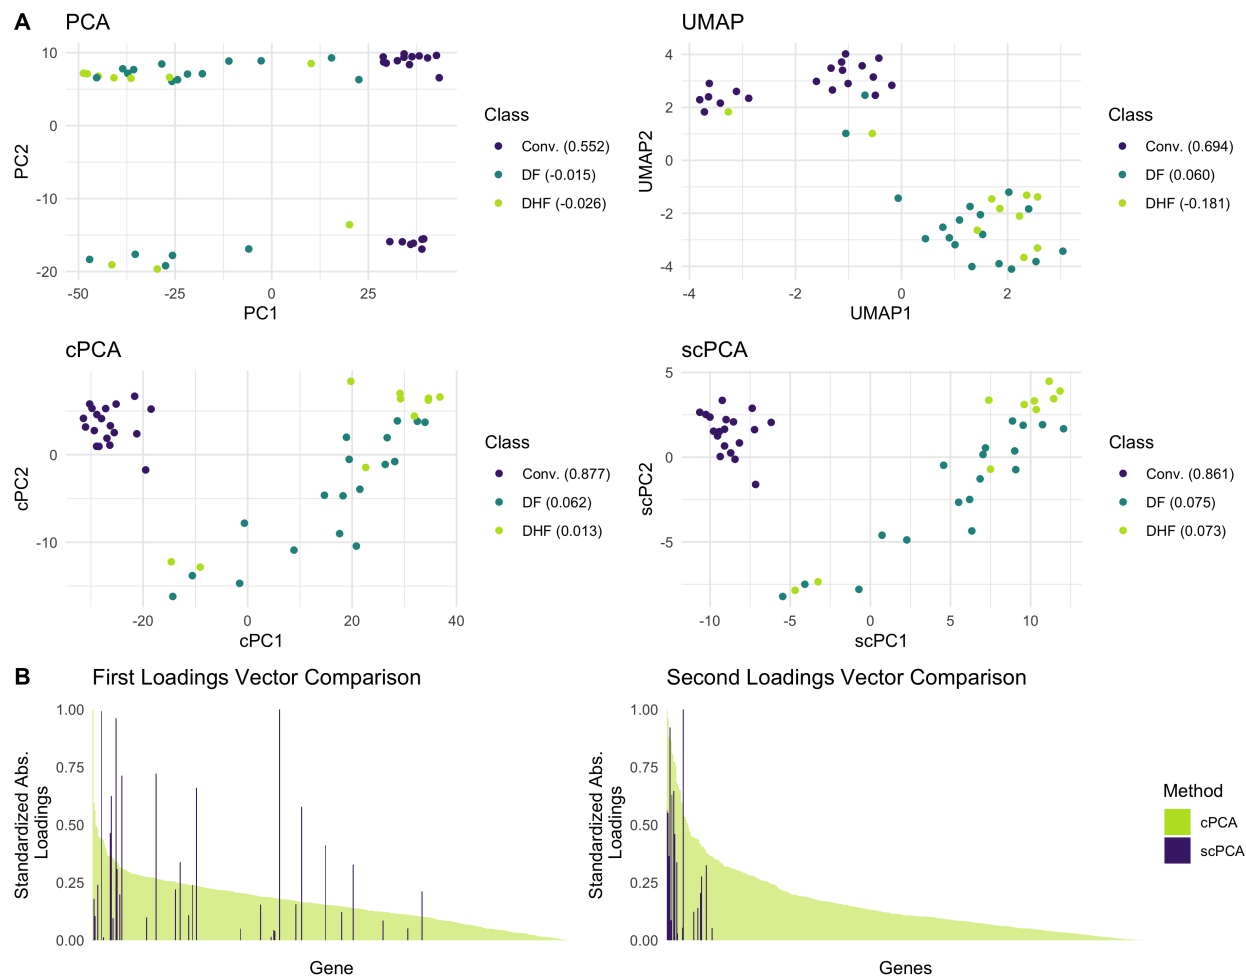 A
PCA
10
0
-10
-20
PC2
-50
-25
0
25
PC1
Class
Conv. (0.552)
DF (-0.015)
DHF (-0.026)
UMAP
4
2
0
-2
-4
UMAP2
-4
-2
0
2
UMAP1
Class
Conv. (0.694)
DF (0.060)
DHF (-0.181)
cPCA
0
-10
cPC2
-20
0
20
40
cPC1
Class
Conv. (0.877)
DF (0.062)
DHF (0.013)
scPCA
5
0
-5
scPC2
-10
-5
0
5
10
scPC1
Class
Conv. (0.861)
DF (0.075)
DHF (0.073)
B
First Loadings Vector Comparison
1.00
0.75
0.50
0.25
0.00
Standardized Abs.
Loadings
Gene
Second Loadings Vector Comparison
1.00
0.75
0.50
0.25
0.00
Standardized Abs.
Loadings
Genes
Method
cPCA
scPCA